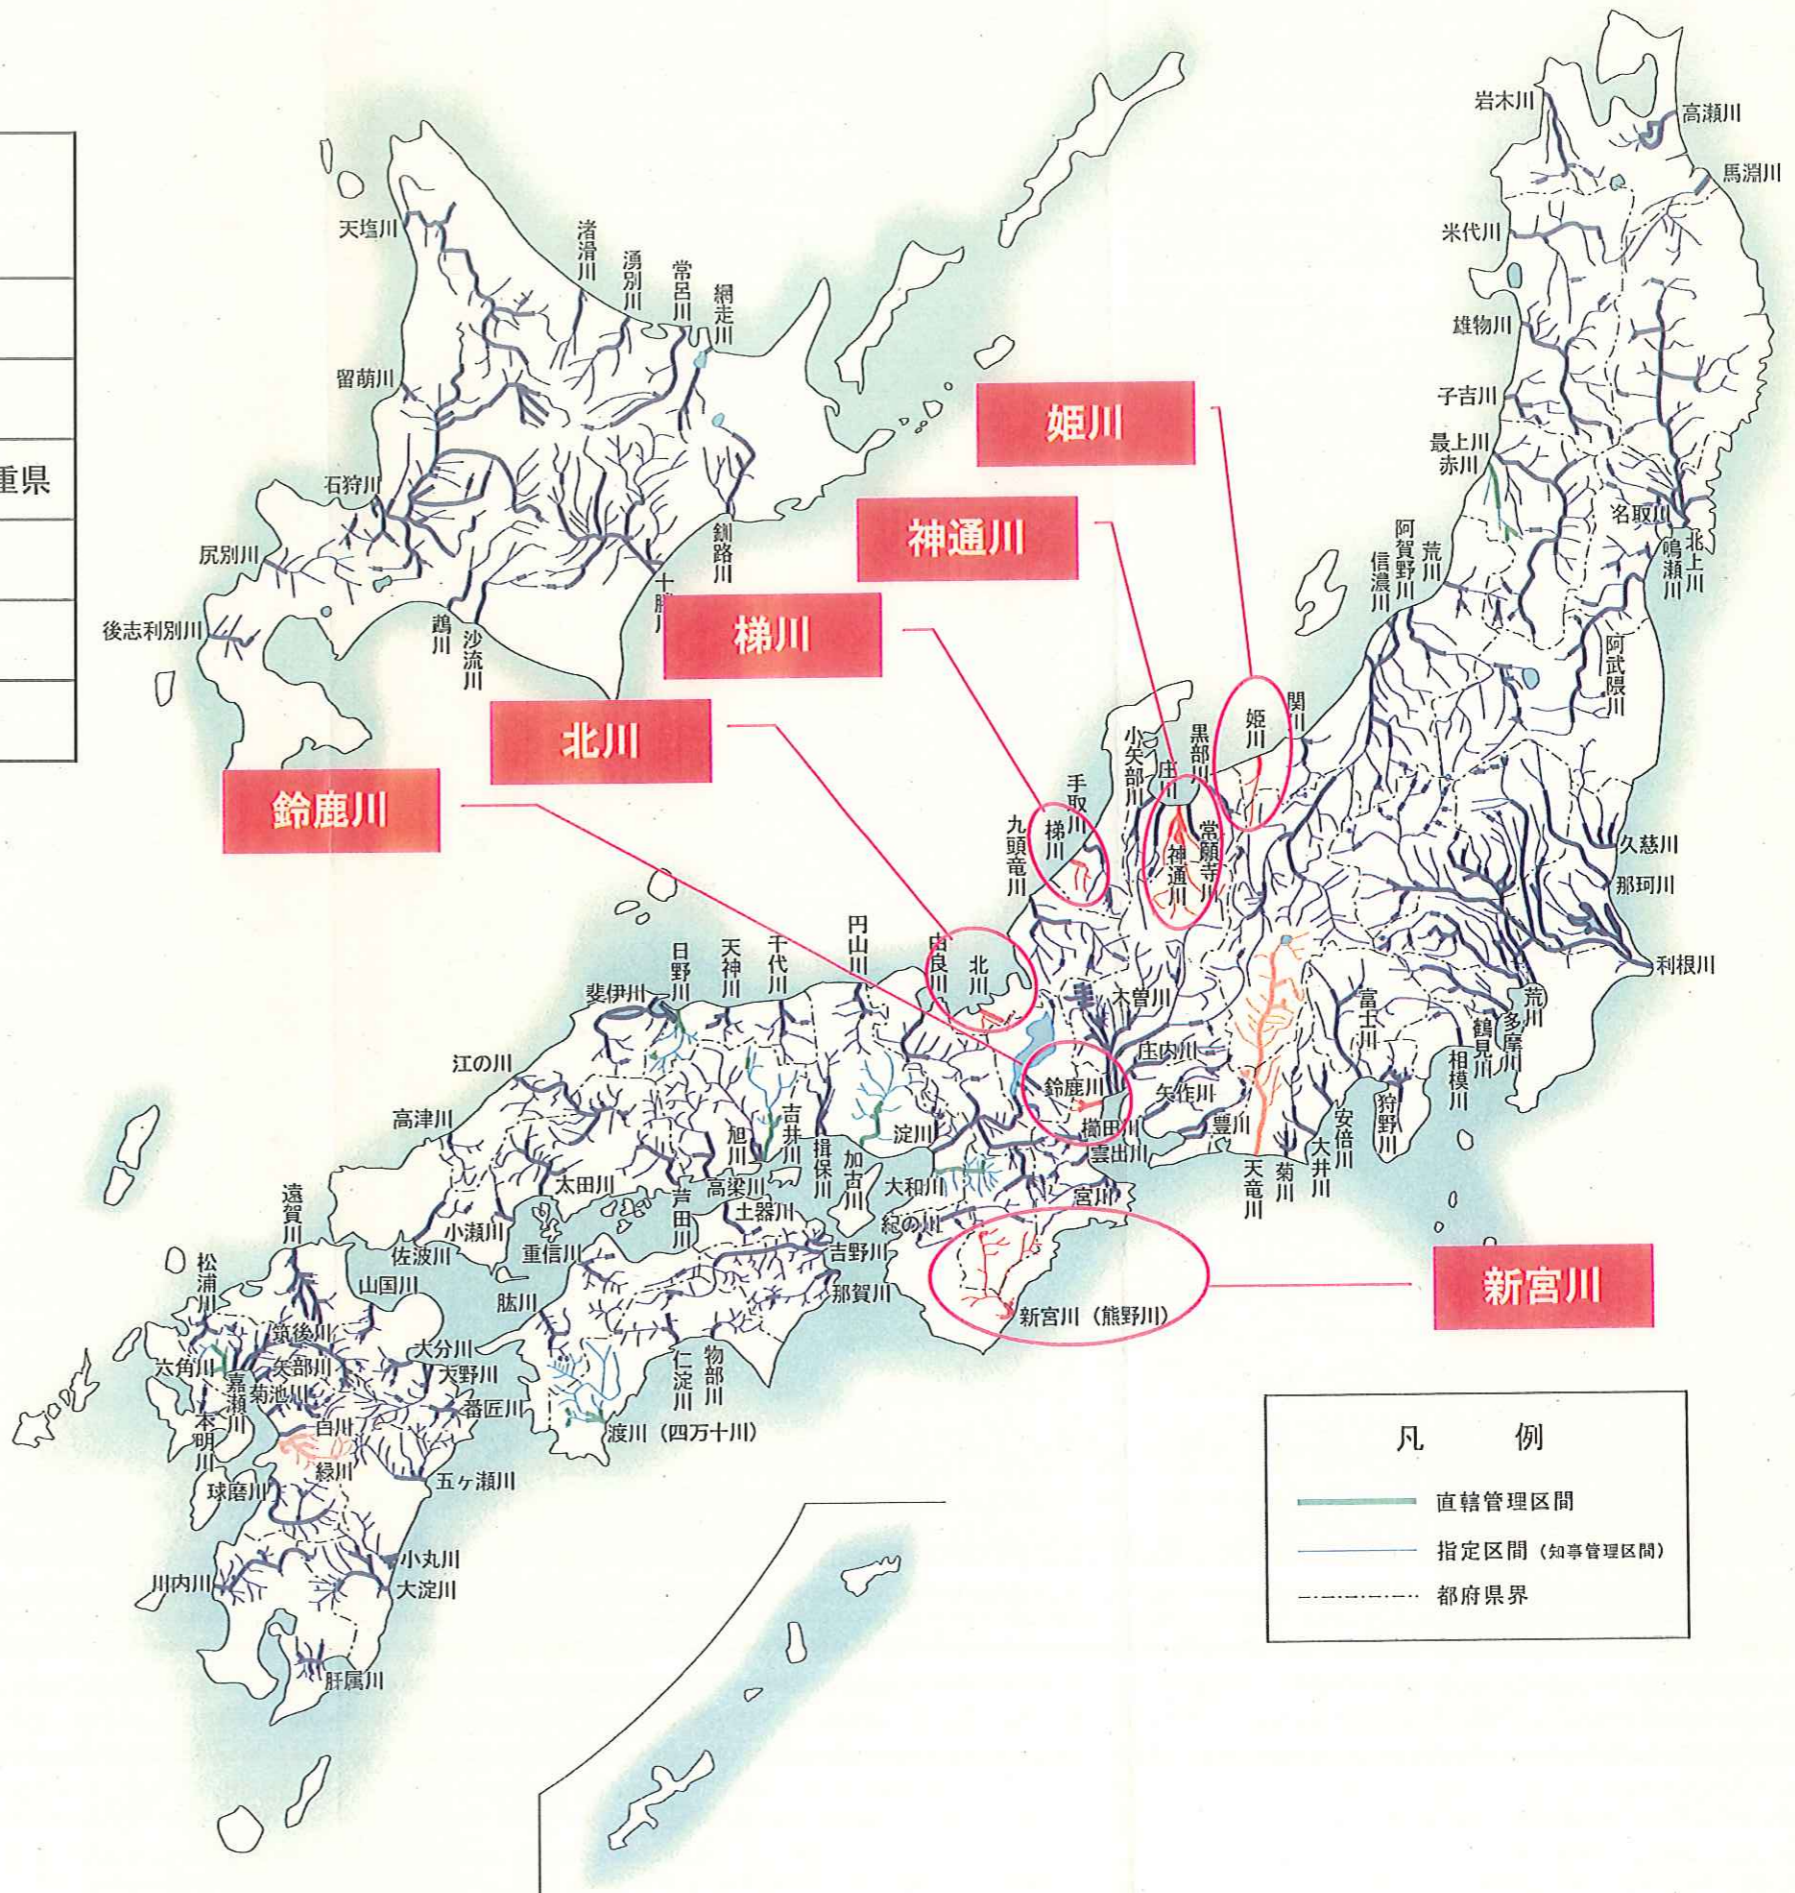 重県
天塩川
渚滑川
湧別川
常呂川
網走川
留萌川
石狩川
尻別川
後志利別川
鵡川
沙流川
釧路川
岩木川
高瀬川
馬淵川
米代川
雄物川
子吉川
最上川
赤川
名取川
鳴瀬川
北上川
荒川
阿賀野川
信濃川
阿武隈川
姫川
神通川
梯川
北川
鈴鹿川
関川
姫川
黒部川
庄川
小矢部川
手取川
梯川
神通川
常願寺川
九頭竜川
久慈川
那珂川
利根川
荒川
多摩川
鶴見川
相模川
富士川
狩野川
安倍川
大井川
菊川
天竜川
豊川
矢作川
庄内川
木曽川
鈴鹿川
櫛田川
雲出川
宮川
北川
由良川
円山川
千代川
天神川
日野川
斐伊川
江の川
高津川
淀川
加古川
揖保川
吉井川
旭川
高梁川
芦田川
太田川
小瀬川
佐波川
大和川
紀の川
新宮川(熊野川)
新宮川
土器川
重信川
吉野川
那賀川
肱川
物部川
仁淀川
渡川(四万十川)
遠賀川
松浦川
山国川
筑後川
矢部川
大分川
大野川
六角川
嘉瀬川
菊池川
番匠川
本明川
白川
緑川
五ヶ瀬川
球磨川
小丸川
川内川
大淀川
肝属川
凡 例
直轄管理区間
指定区間(知事管理区間)
都府県界